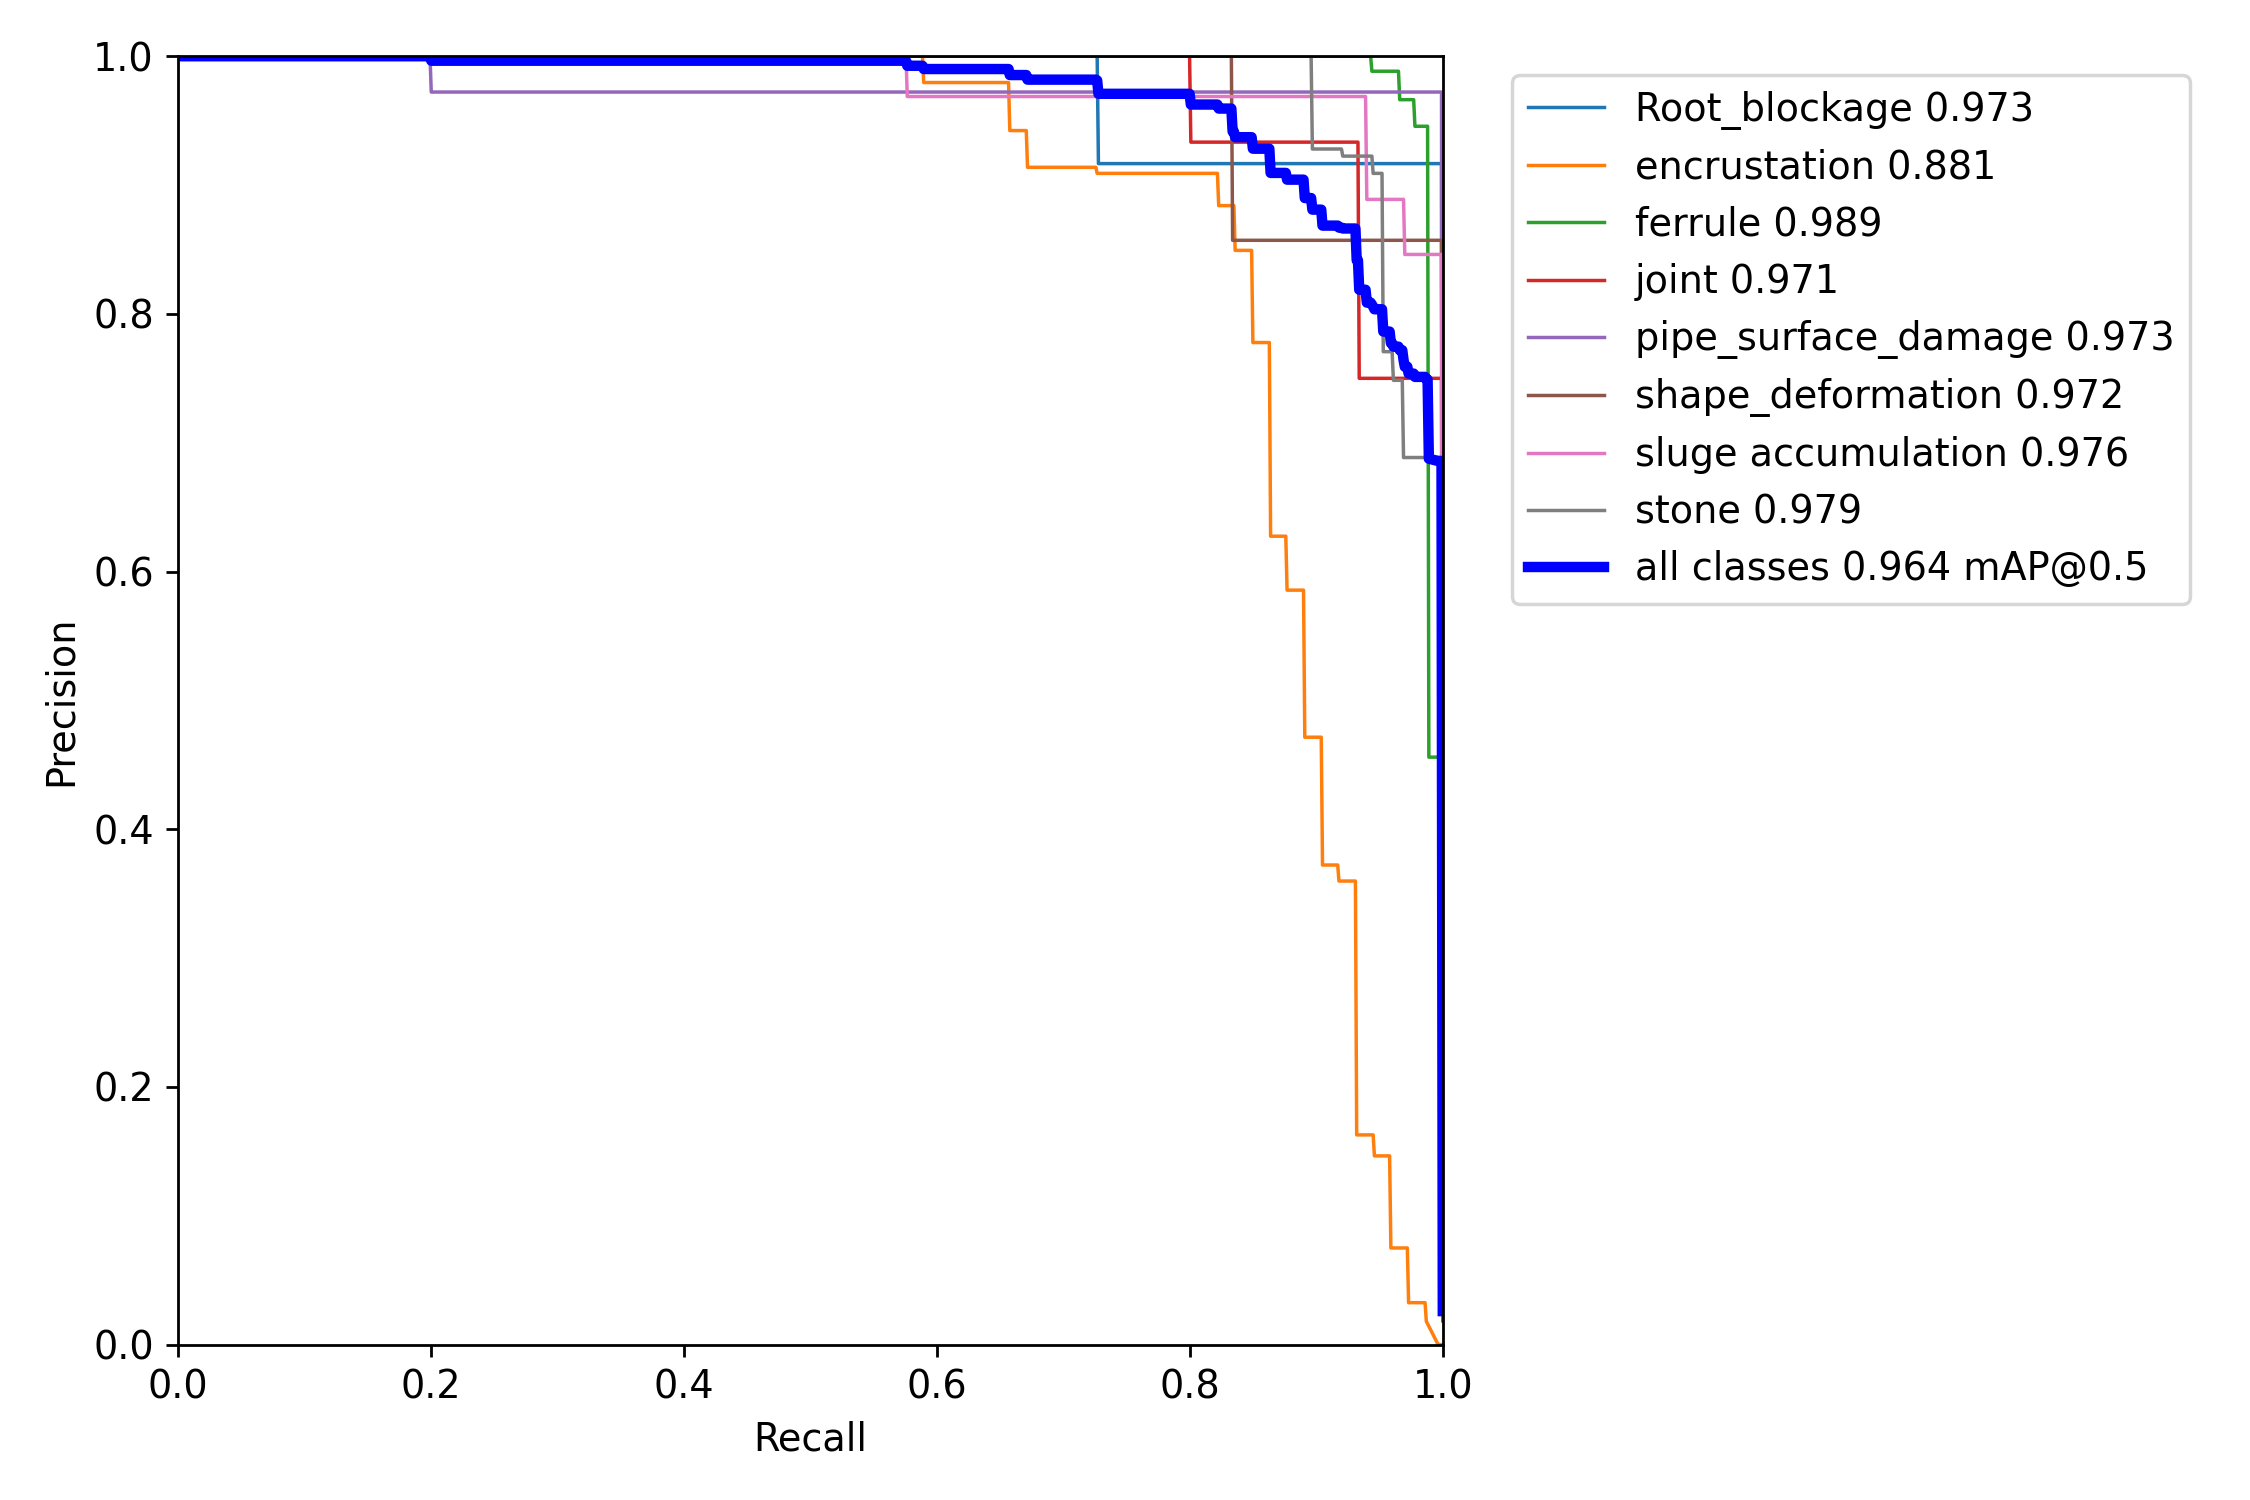 1.0
0.8
0.6
0.4
0.2
0.0
0.0 0.2 0.4 0.6 0.8 1.0
Recall
Precision
Root_blockage 0.973
encrustation 0.881
ferrule 0.989
joint 0.971
pipe_surface_damage 0.973
shape_deformation 0.972
sluge accumulation 0.976
stone 0.979
all classes 0.964 mAP@0.5